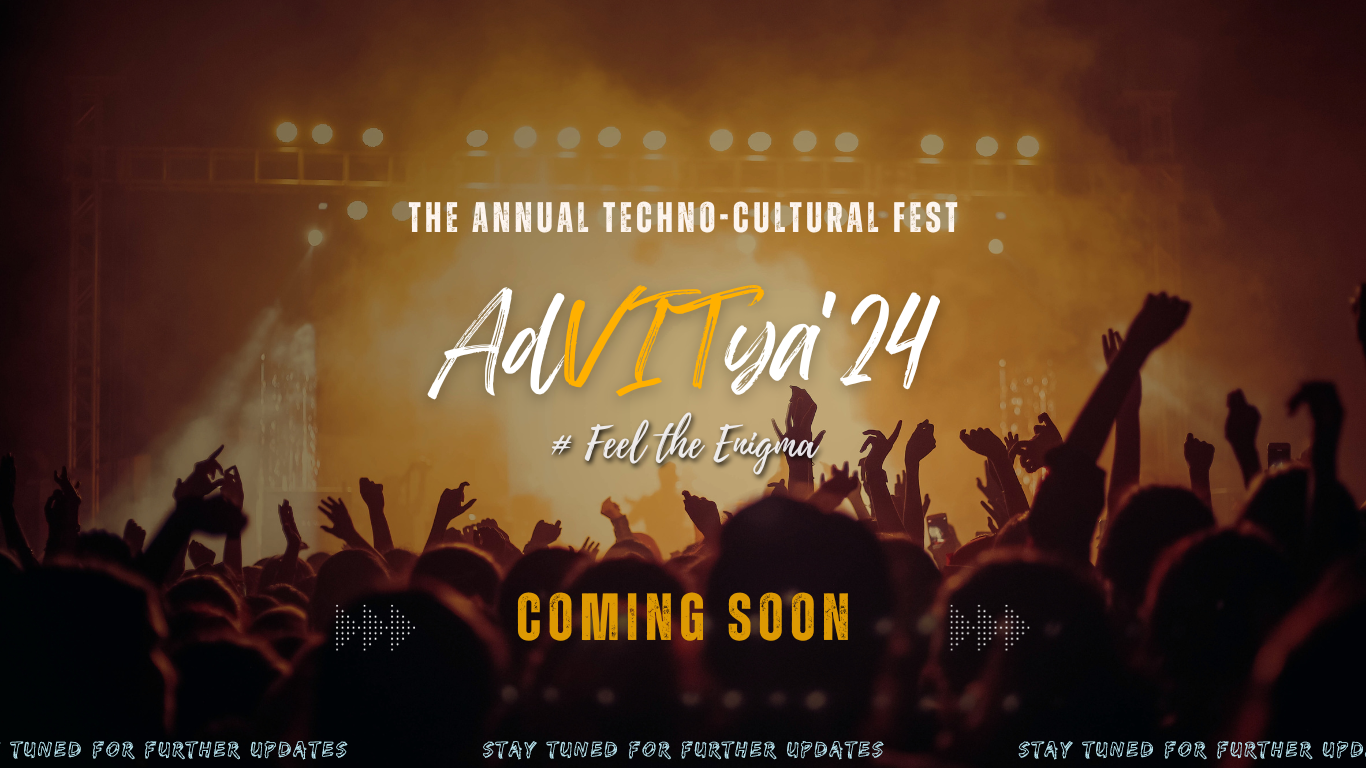 THE ANNUAL TECHNO-CULTURAL FEST
AdVITya'24
# Feel the Enigma
COMING SOON
TUNED FOR FURTHER UPDATES STAY TUNED FOR FURTHER UPDATES STAY TUNED FOR FURTHER UPD